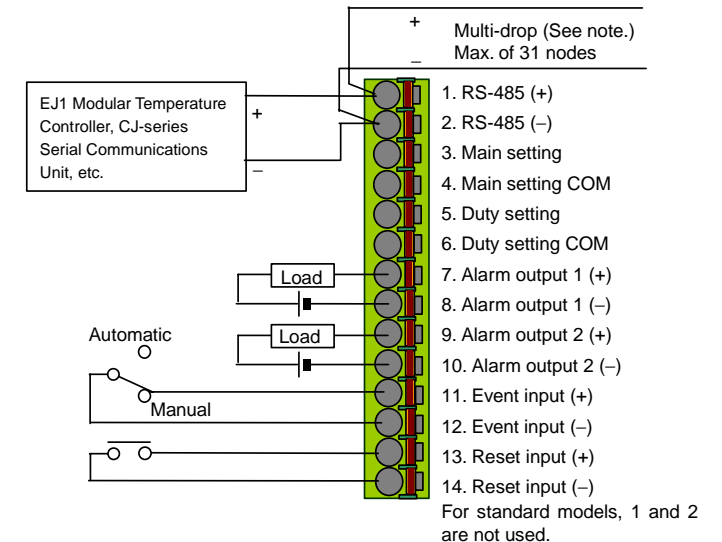 +
Multi-drop (See note.)
Max. of 31 nodes
–
EJ1 Modular Temperature
Controller, CJ-series
Serial Communications
Unit, etc.
+
–
1. RS-485 (+)
2. RS-485 (–)
3. Main setting
4. Main setting COM
5. Duty setting
6. Duty setting COM
Load
7. Alarm output 1 (+)
8. Alarm output 1 (–)
Load
9. Alarm output 2 (+)
10. Alarm output 2 (–)
Automatic
Manual
11. Event input (+)
12. Event input (–)
13. Reset input (+)
14. Reset input (–)
For standard models, 1 and 2
are not used.